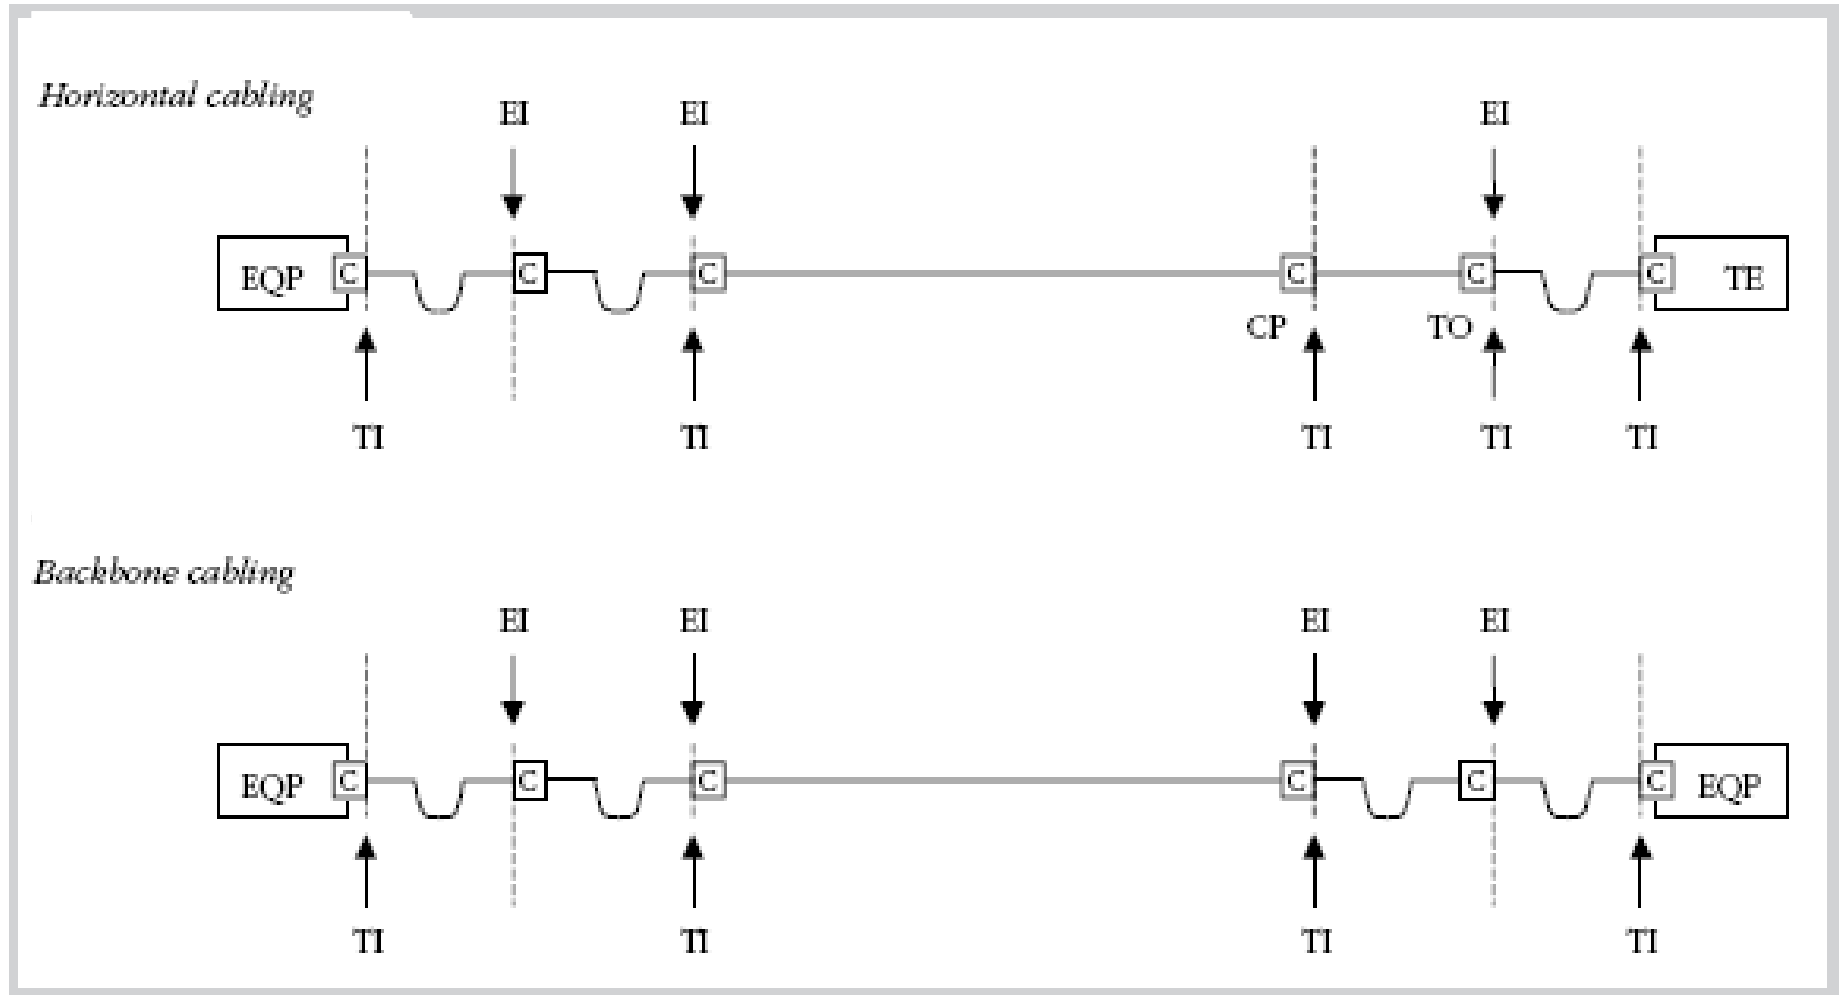 Horizontal cabling
EI EI EI
EQP C C C C C C TE
CP TO
TI TI TI TI TI
Backbone cabling
EI EI EI EI
EQP C C C C C C EQP
TI TI TI TI